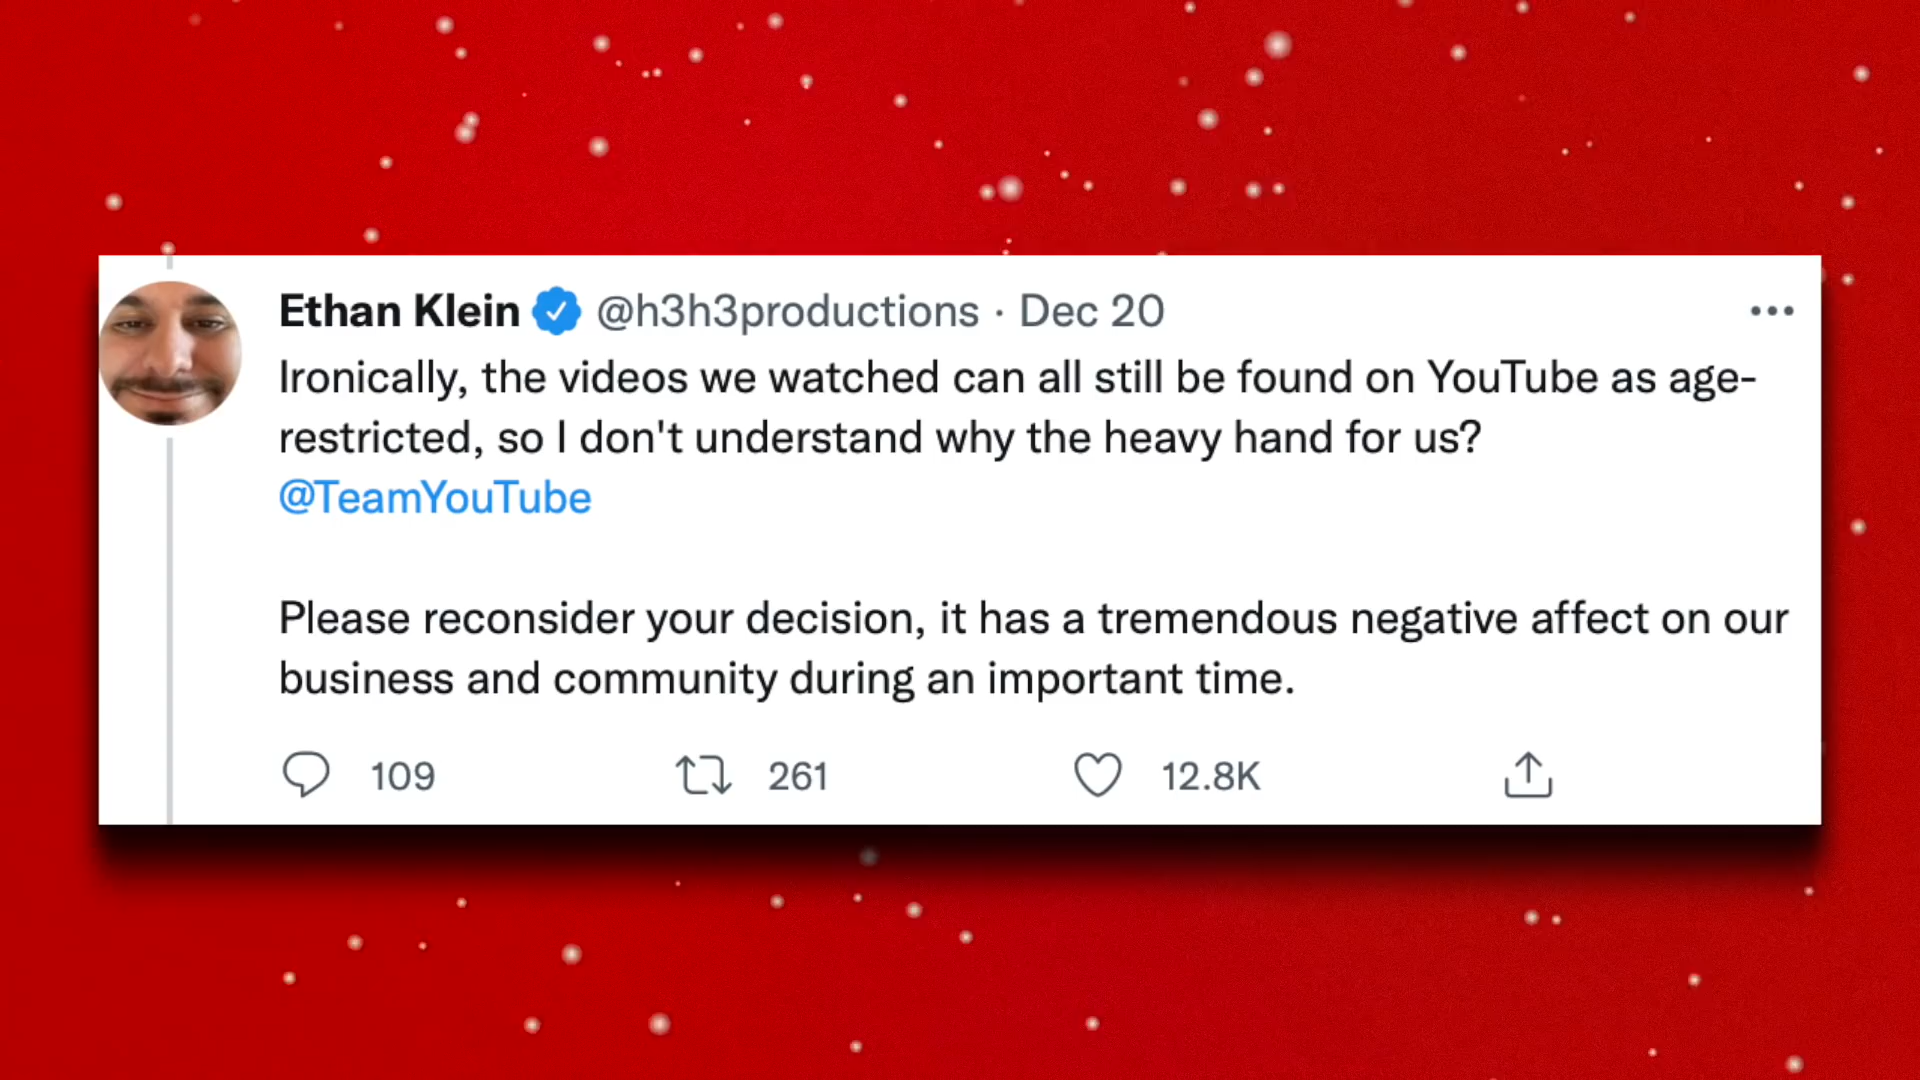 Ethan Klein @h3h3productions · Dec 20
Ironically, the videos we watched can all still be found on YouTube as age-
restricted, so I don't understand why the heavy hand for us?
@TeamYouTube
Please reconsider your decision, it has a tremendous negative affect on our
business and community during an important time.
109 261 12.8K